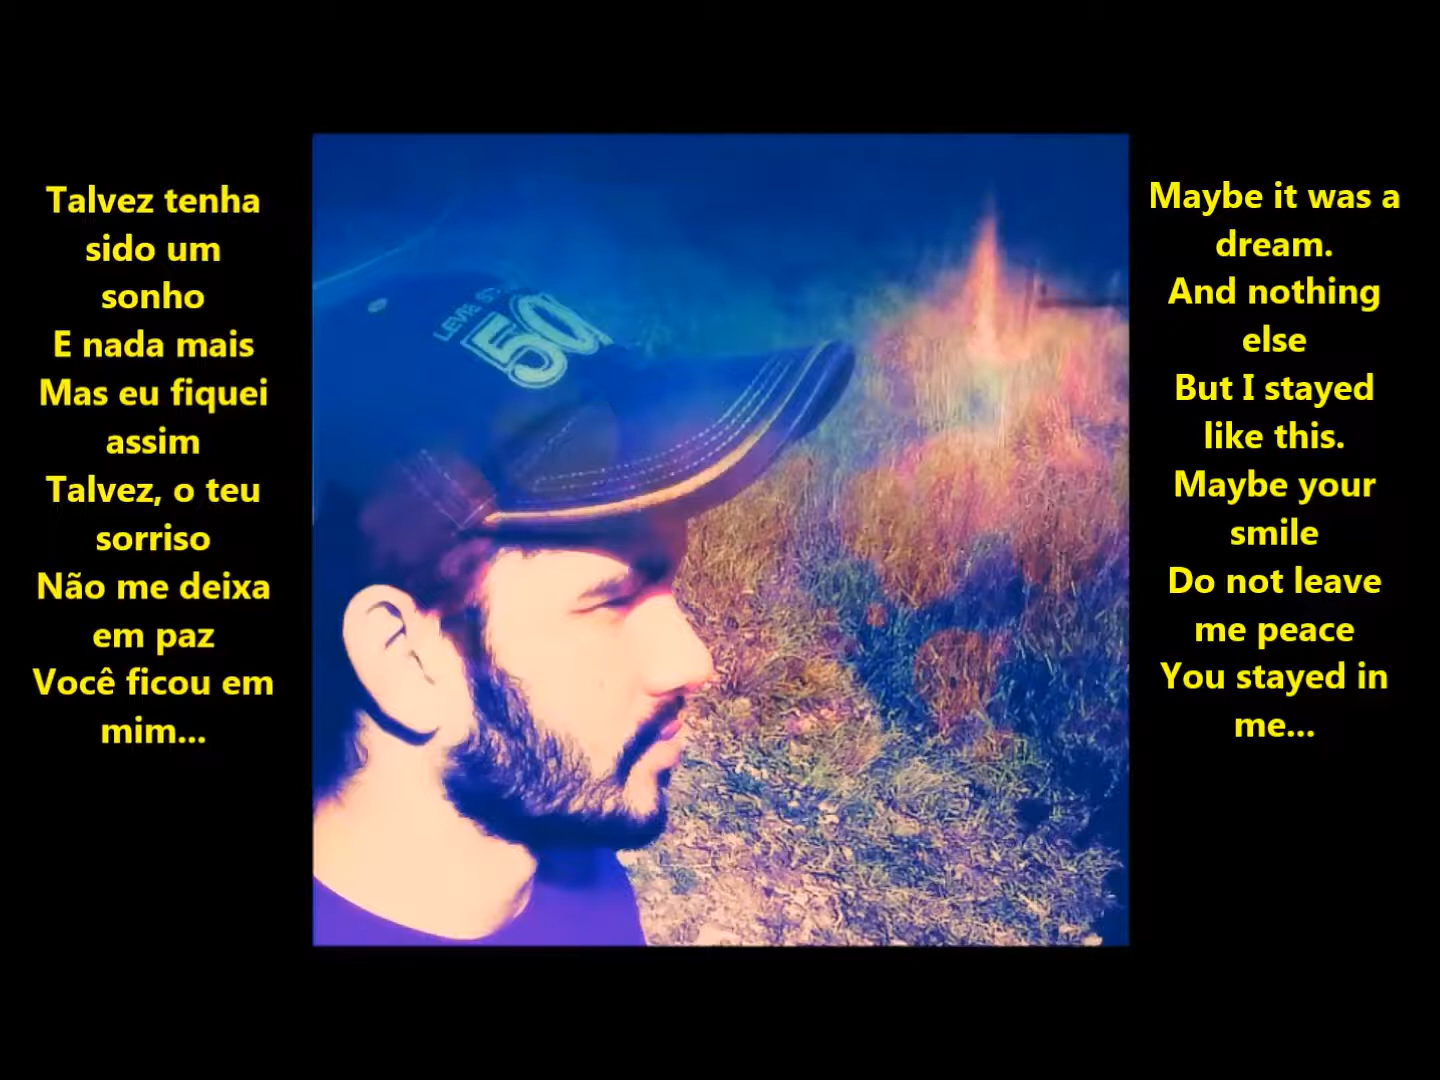 Talvez tenha
sido um
sonho
E nada mais
Mas eu fiquei
assim
Talvez, o teu
sorriso
Não me deixa
em paz
Você ficou em
mim...
LEVI'S
50
Maybe it was a
dream.
And nothing
else
But I stayed
like this.
Maybe your
smile
Do not leave
me peace
You stayed in
me...